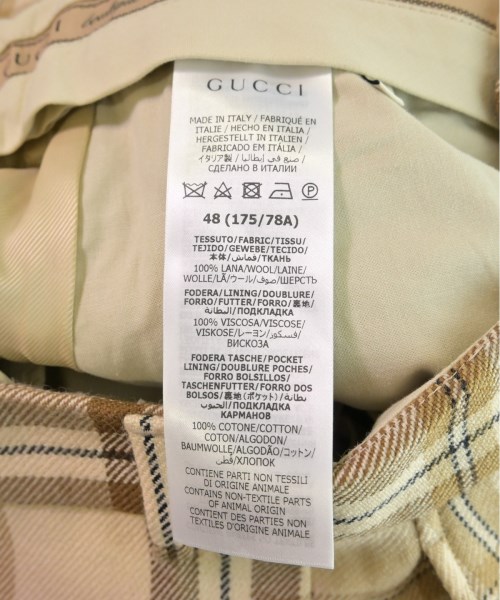 GUCCI
MADE IN ITALY / FABRIQUÉ EN
ITALIE / HECHO EN ITALIA/
HERGESTELLT IN ITALIEN /
FABRICADO EM ITÁLIA /
イタリア製 / صنع في إيطاليا /
СДЕЛАНО В ИТАЛИИ
48 (175/78A)
TESSUTO/FABRIC/TISSU/
TEJIDO/GEWEBE/TECIDO/
本体/قماش/ТКАНЬ
100% LANA/WOOL/LAINE/
WOLLE/LÃ/ウール/صوف/ШЕРСТЬ
FODERA/LINING/DOUBLURE/
FORRO/FUTTER/FORRO/裏地/
البطانة/ПОДКЛАДКА
100% VISCOSA/VISCOSE/
VISKOSE/レーヨン/فسكوز/
ВИСКОЗА
FODERA TASCHE/POCKET
LINING/DOUBLURE POCHES/
FORRO BOLSILLOS/
TASCHENFUTTER/FORRO DOS
BOLSOS/裏地(ポケット)/بطانة
الجيوب/ПОДКЛАДКА
КАРМАНОВ
100% COTONE/COTTON/
COTON/ALGODON/
BAUMWOLLE/ALGODÃO/コットン/
قطن/ХЛОПОК
CONTIENE PARTI NON TESSILI
DI ORIGINE ANIMALE
CONTAINS NON-TEXTILE PARTS
OF ANIMAL ORIGIN
CONTIENT DES PARTIES NON
TEXTILES D'ORIGINE ANIMALE